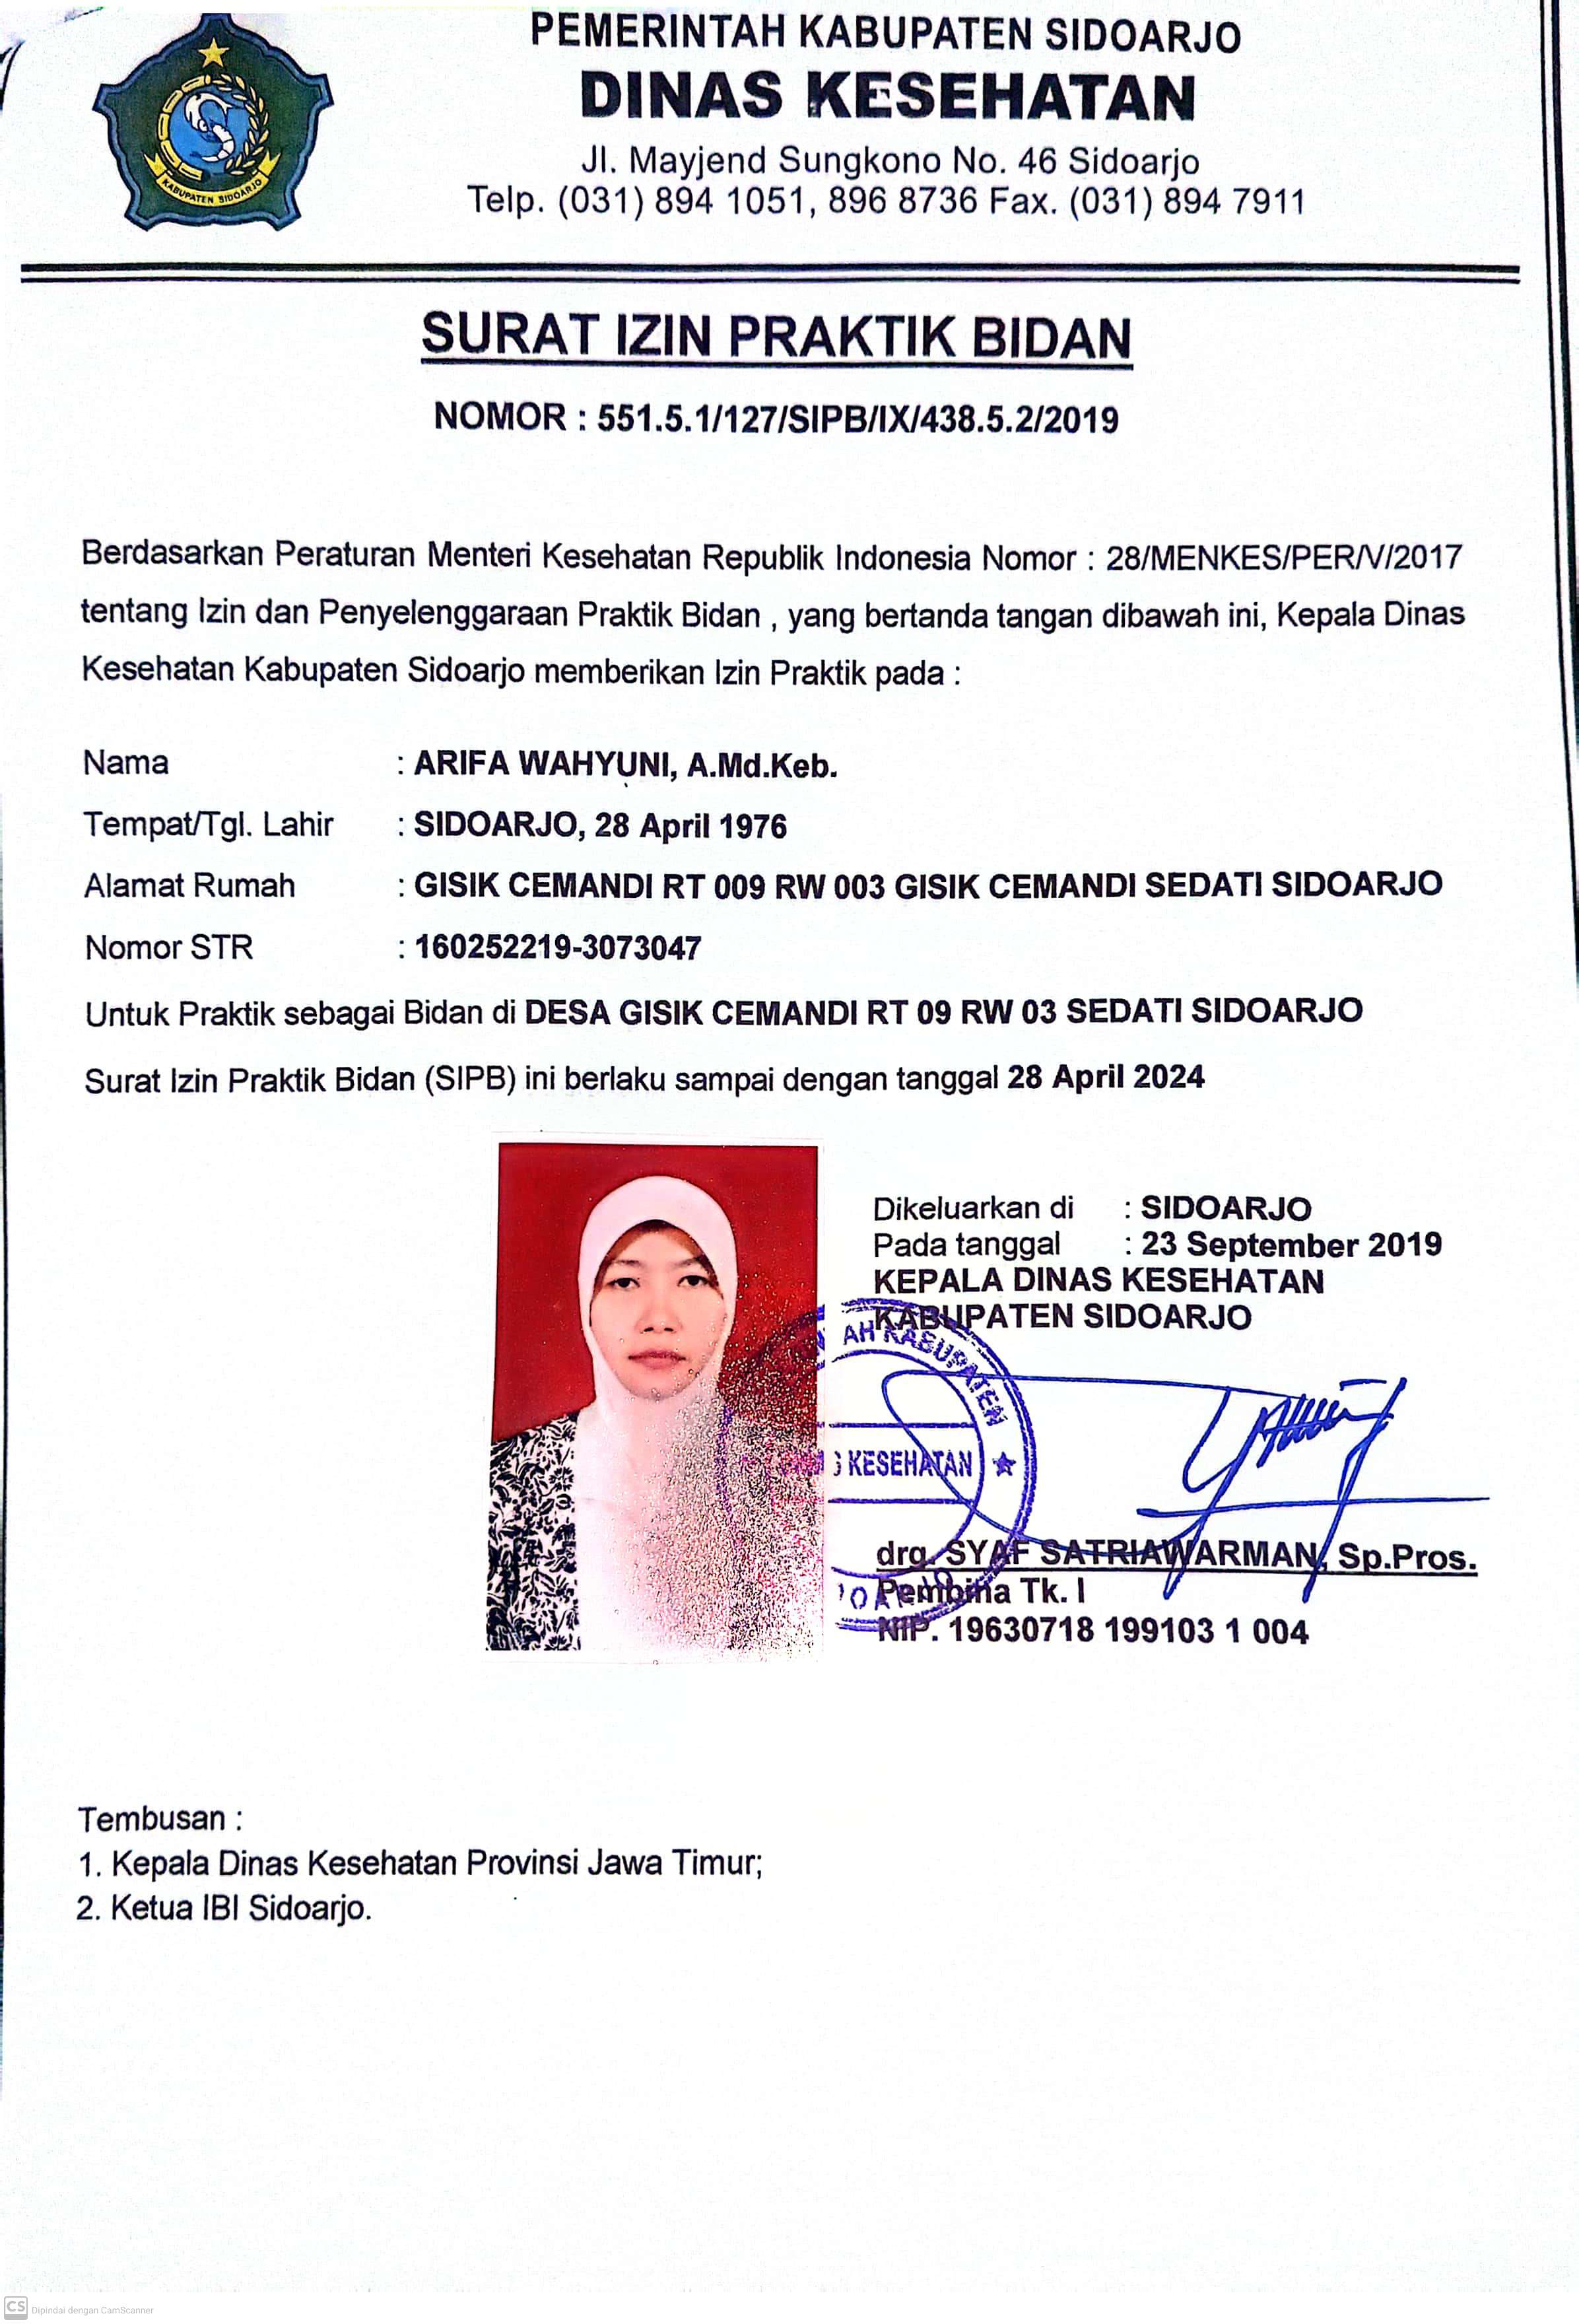 PEMERINTAH KABUPATEN SIDOARJO
DINAS KESEHATAN
Jl. Mayjend Sungkono No. 46 Sidoarjo
Telp. (031) 894 1051, 896 8736 Fax. (031) 894 7911
KABUPATEN SIDOARJO
SURAT IZIN PRAKTIK BIDAN
NOMOR : 551.5.1/127/SIPB/IX/438.5.2/2019
Berdasarkan Peraturan Menteri Kesehatan Republik Indonesia Nomor : 28/MENKES/PER/V/2017
tentang Izin dan Penyelenggaraan Praktik Bidan , yang bertanda tangan dibawah ini, Kepala Dinas
Kesehatan Kabupaten Sidoarjo memberikan Izin Praktik pada :
Nama : ARIFA WAHYUNI, A.Md.Keb.
Tempat/Tgl. Lahir : SIDOARJO, 28 April 1976
Alamat Rumah : GISIK CEMANDI RT 009 RW 003 GISIK CEMANDI SEDATI SIDOARJO
Nomor STR : 160252219-3073047
Untuk Praktik sebagai Bidan di DESA GISIK CEMANDI RT 09 RW 03 SEDATI SIDOARJO
Surat Izin Praktik Bidan (SIPB) ini berlaku sampai dengan tanggal 28 April 2024
Dikeluarkan di : SIDOARJO
Pada tanggal : 23 September 2019
KEPALA DINAS KESEHATAN
KABUPATEN SIDOARJO
AH KABUPATEN
KESEHATAN
drg. SYAF SATRIAWARMAN, Sp.Pros.
Pembina Tk. I
NIP. 19630718 199103 1 004
Tembusan :
1. Kepala Dinas Kesehatan Provinsi Jawa Timur;
2. Ketua IBI Sidoarjo.
CS Dipindai dengan CamScanner